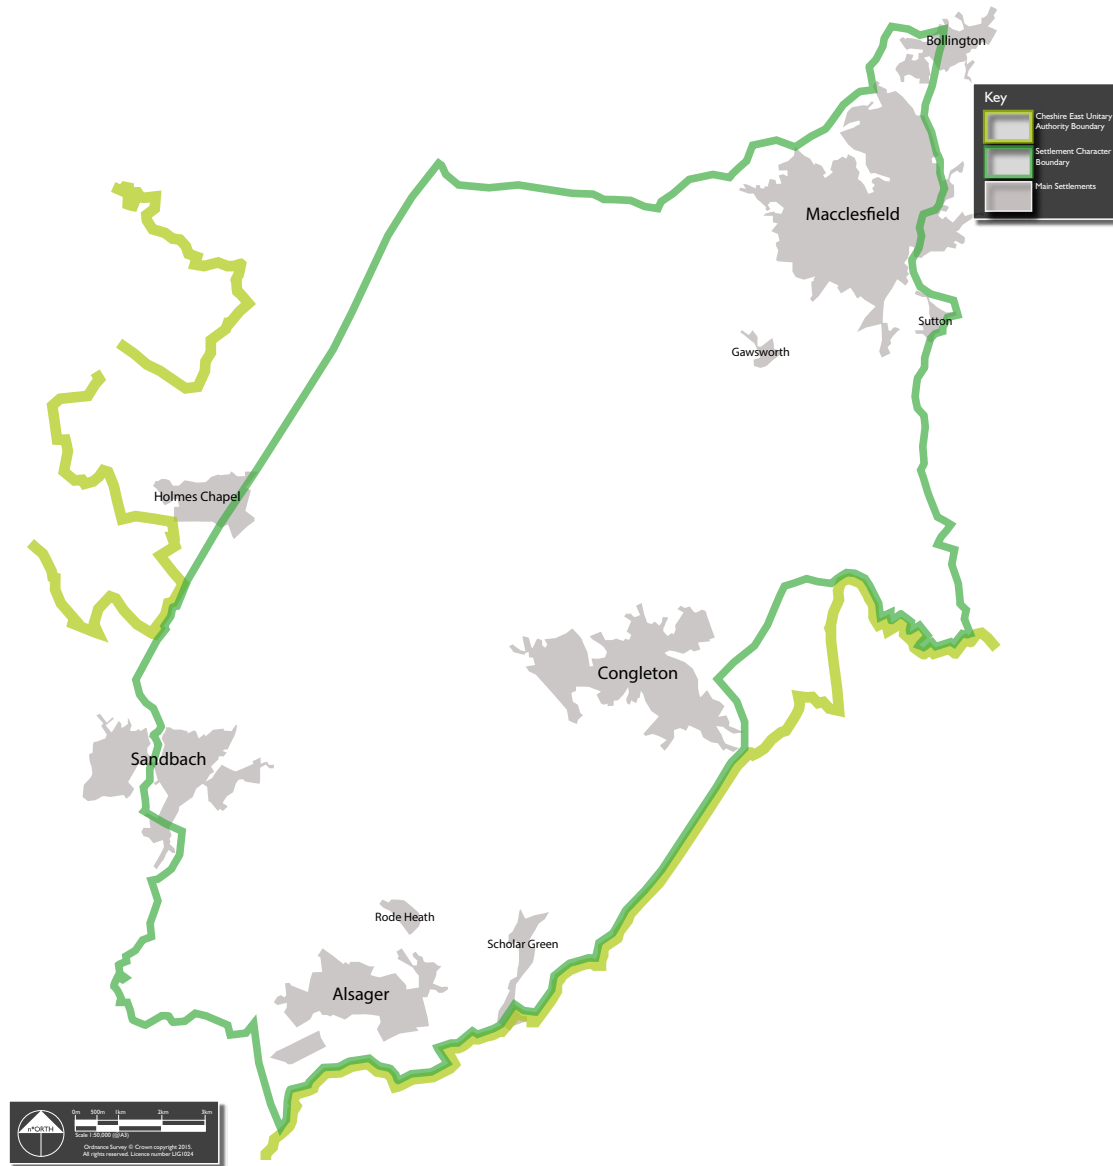 Bollington
Key
Cheshire East Unitary
Authority Boundary
Settlement Character
Boundary
Main Settlements
Macclesfield
Sutton
Gawsworth
Holmes Chapel
Congleton
Sandbach
Rode Heath
Scholar Green
Alsager
n°ORTH
0m 500m 1km 2km 3km
Scale 1:50,000 (@A3)
Ordnance Survey © Crown copyright 2015.
All rights reserved. Licence number LIG1024